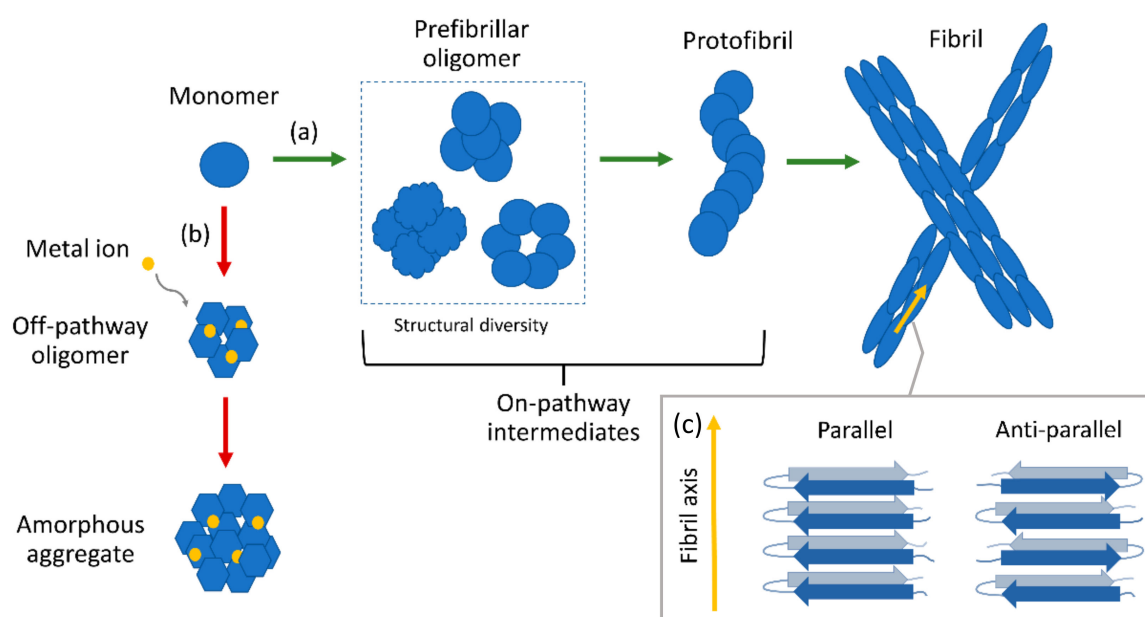 Prefibrillar
oligomer
Protofibril
Fibril
Monomer
(a)
(b)
Metal ion
Off-pathway
oligomer
Structural diversity
On-pathway
intermediates
Amorphous
aggregate
(c)
Fibril axis
Parallel
Anti-parallel